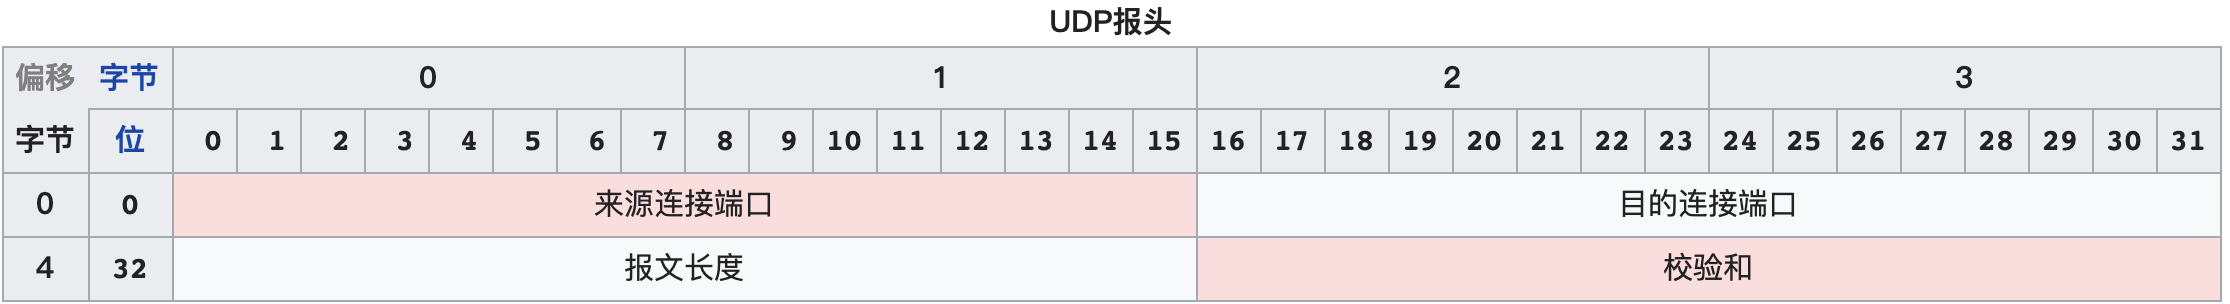 UDP报头
偏移 字节 0 1 2 3
字节 位 0 1 2 3 4 5 6 7 8 9 10 11 12 13 14 15 16 17 18 19 20 21 22 23 24 25 26 27 28 29 30 31
0 0 来源连接端口 目的连接端口
4 32 报文长度 校验和